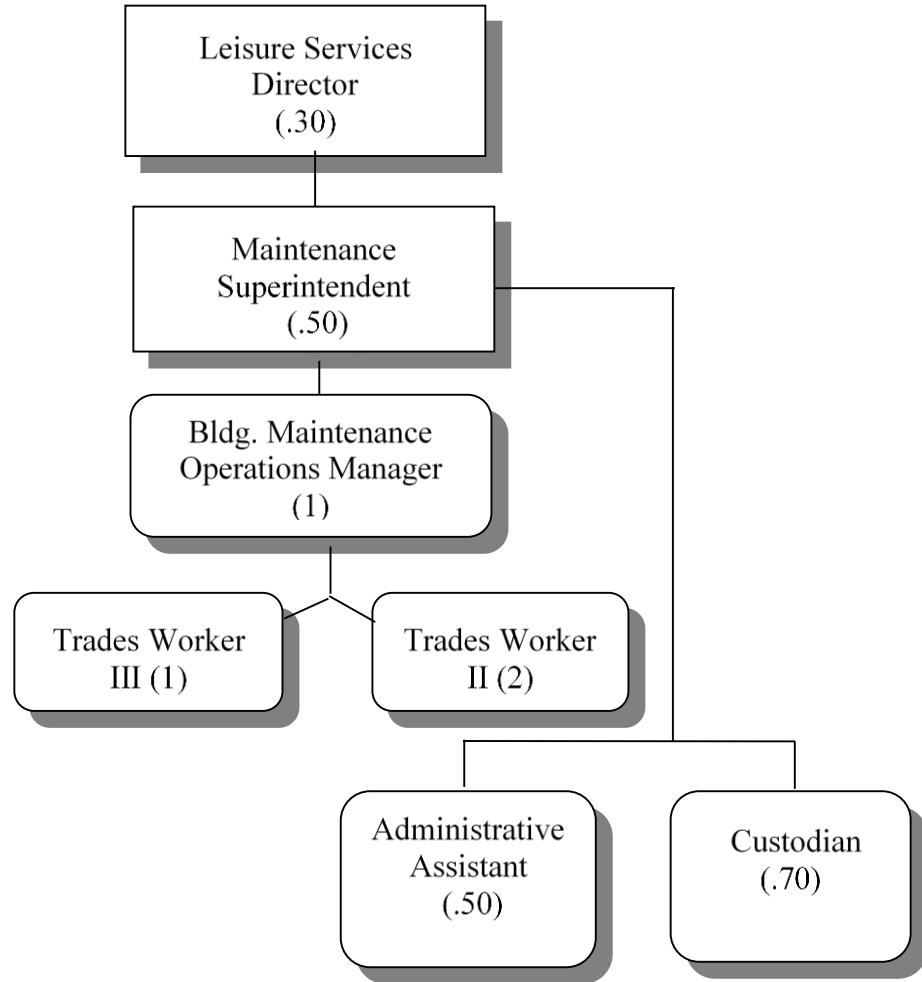 Leisure Services
Director
(.30)
Maintenance
Superintendent
(.50)
Bldg. Maintenance
Operations Manager
(1)
Trades Worker
III (1)
Trades Worker
II (2)
Administrative
Assistant
(.50)
Custodian
(.70)